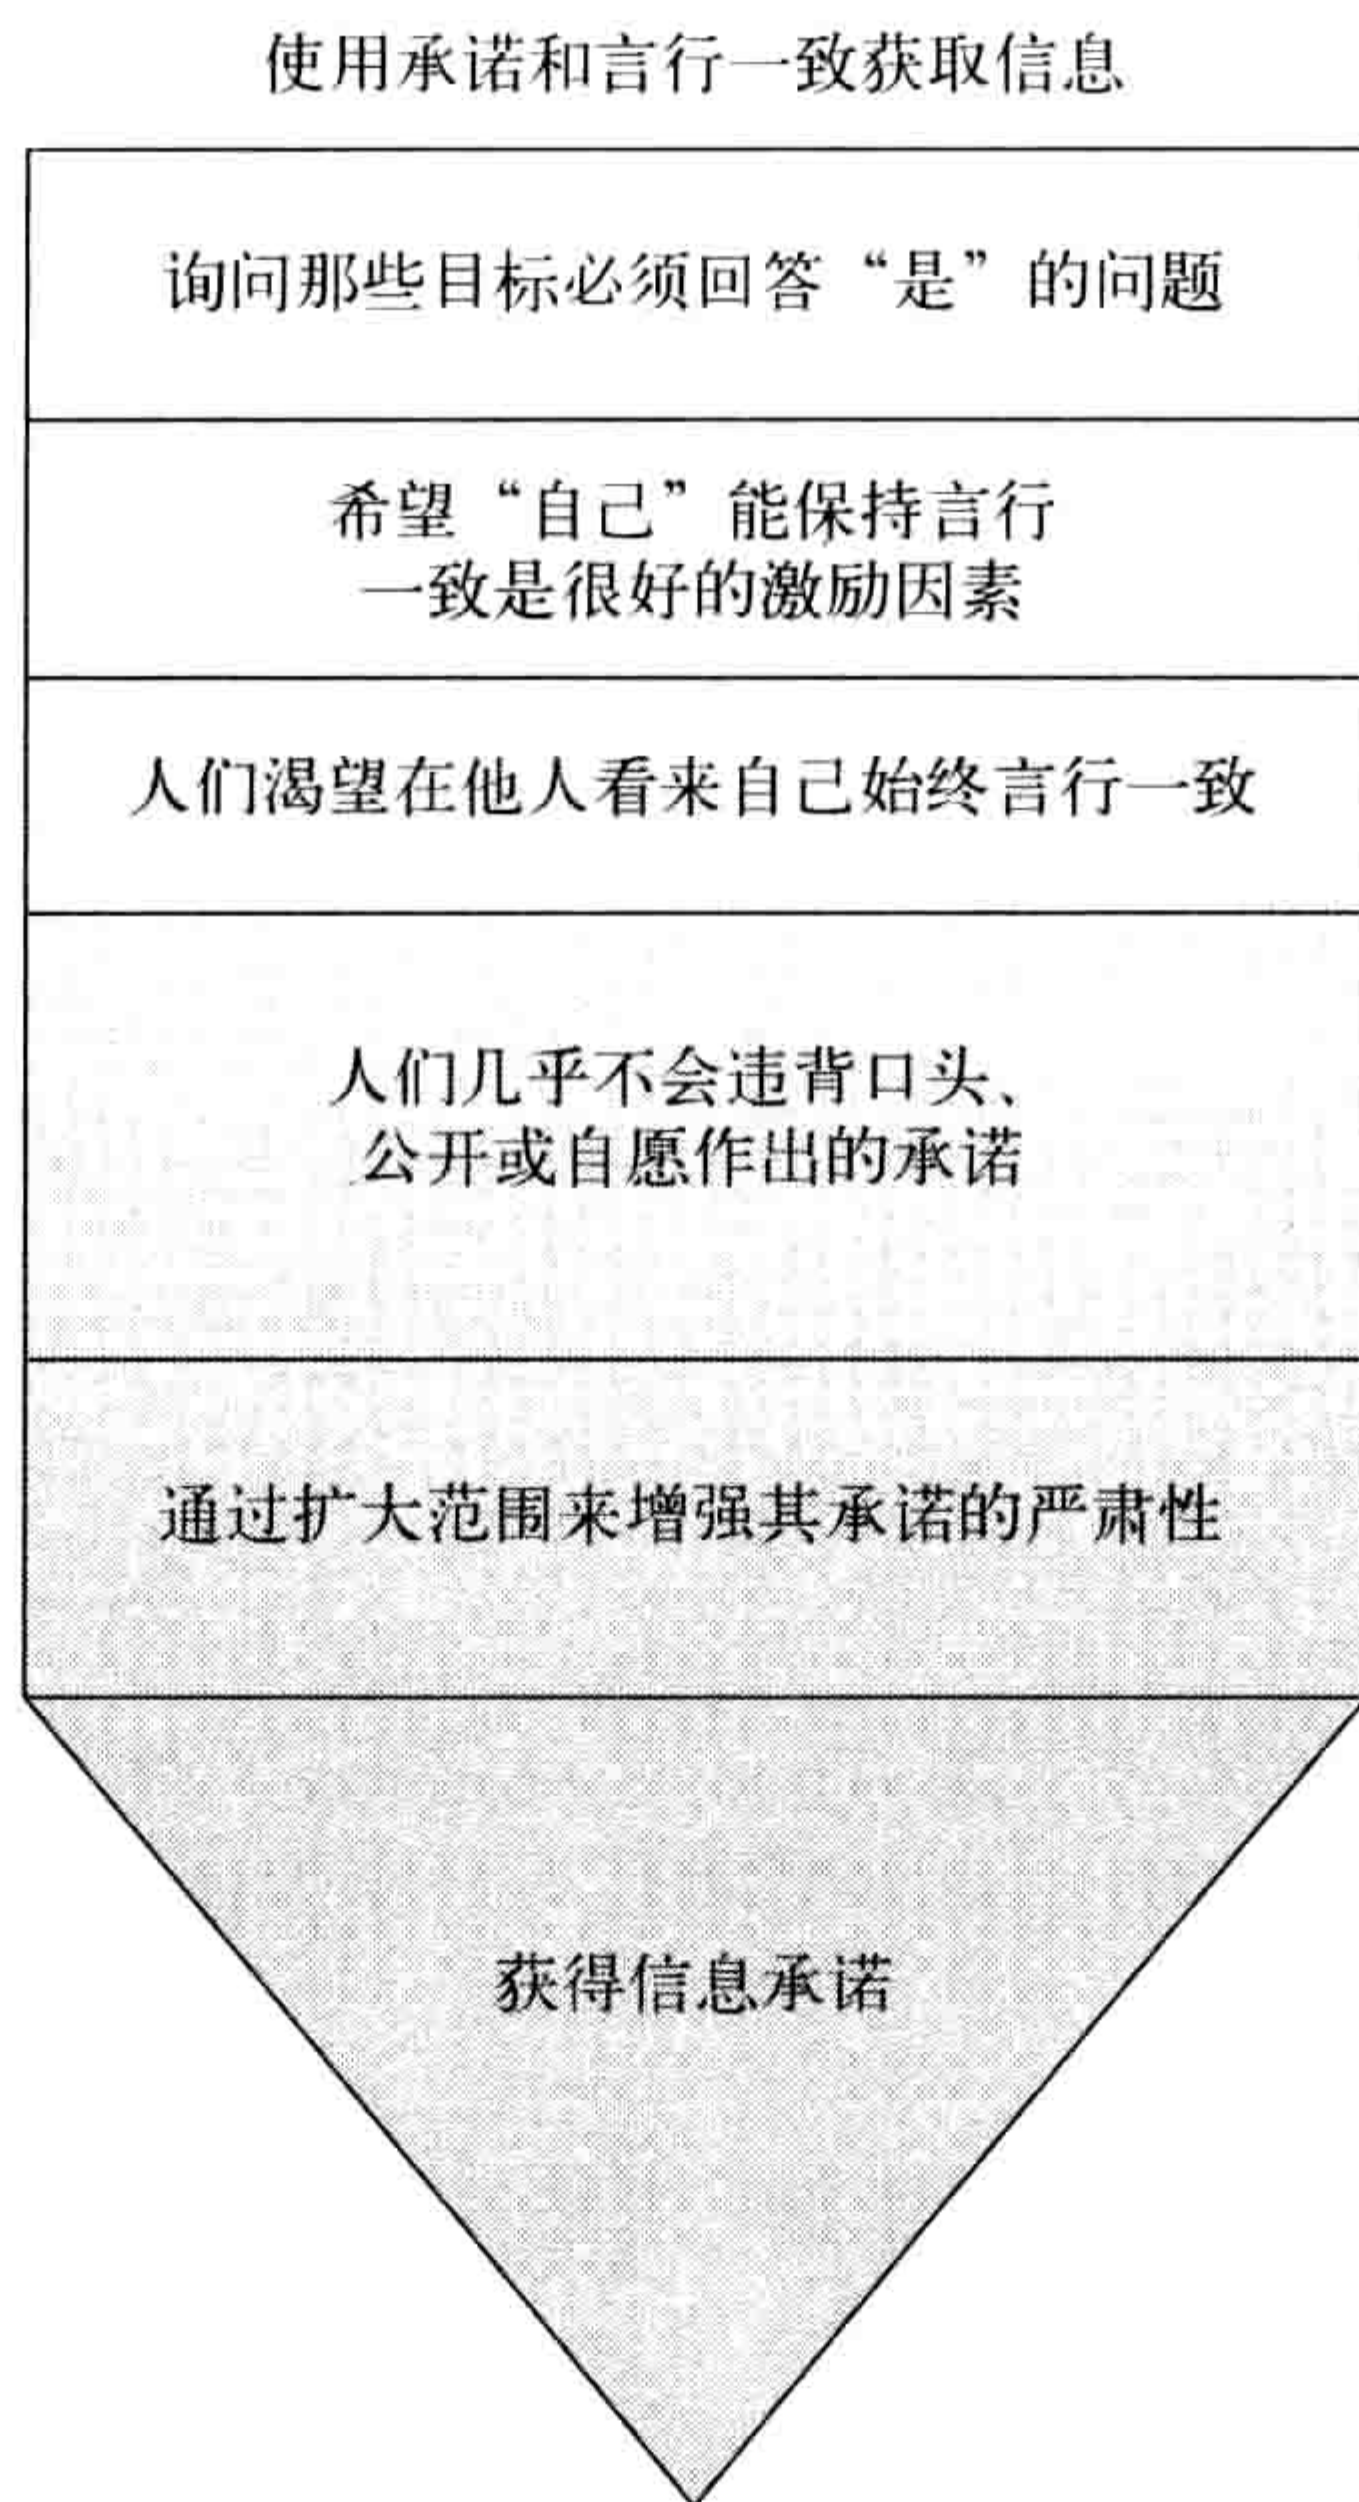 使用承诺和言行一致获取信息
询问那些目标必须回答“是”的问题
希望“自己”能保持言行
一致是很好的激励因素
人们渴望在他人看来自己始终言行一致
人们几乎不会违背口头、
公开或自愿作出的承诺
通过扩大范围来增强其承诺的严肃性
获得信息承诺